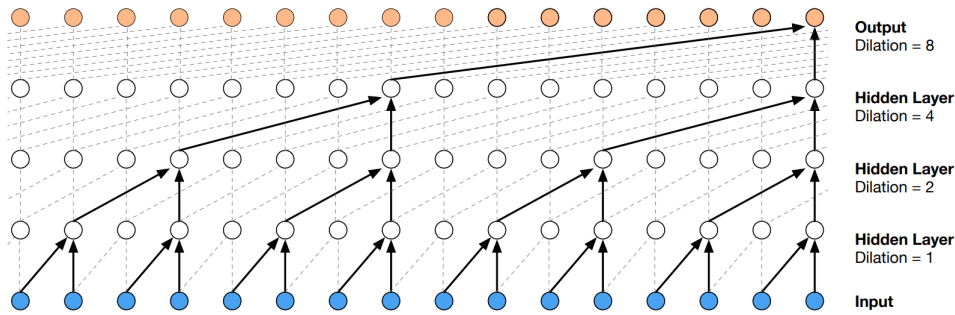 Output
Dilation = 8
Hidden Layer
Dilation = 4
Hidden Layer
Dilation = 2
Hidden Layer
Dilation = 1
Input